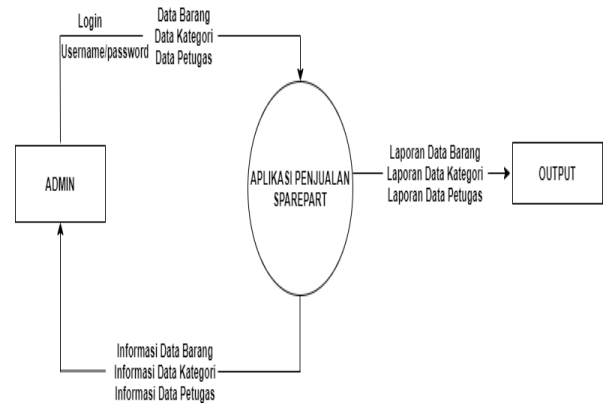 Login
Username/password
Data Barang
Data Kategori
Data Petugas
ADMIN
APLIKASI PENJUALAN
SPAREPART
Laporan Data Barang
Laporan Data Kategori
Laporan Data Petugas
OUTPUT
Informasi Data Barang
Informasi Data Kategori
Informasi Data Petugas